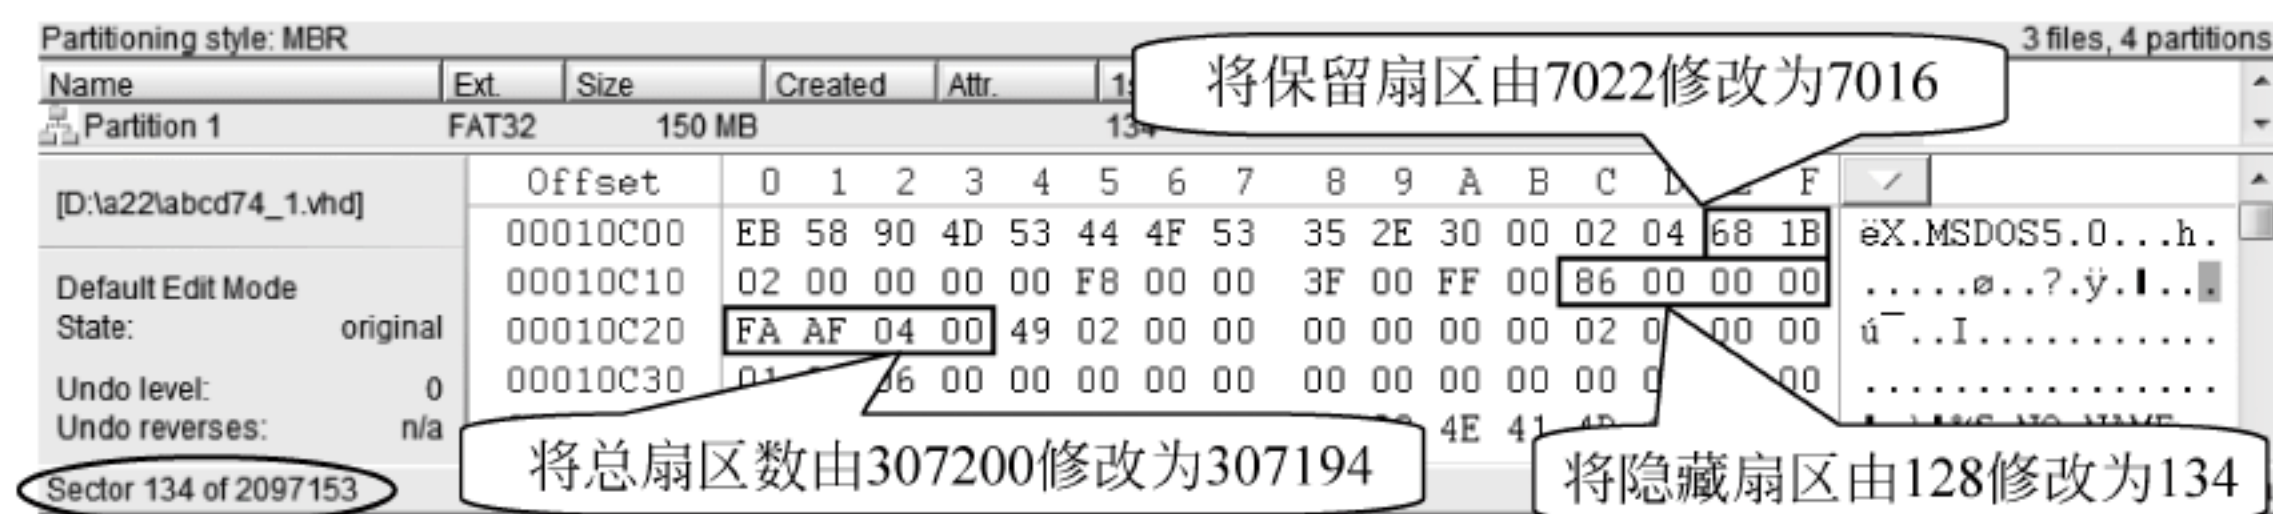 Partitioning style: MBR
3 files, 4 partitions
将保留扇区由7022修改为7016
Name Ext. Size Created Attr.
Partition 1 FAT32 150 MB 134
[D:\a22\abcd74_1.vhd]
Default Edit Mode
State: original
Undo level: 0
Undo reverses: n/a
Sector 134 of 2097153
Offset 0 1 2 3 4 5 6 7 8 9 A B C F
00010C00 EB 58 90 4D 53 44 4F 53 35 2E 30 00 02 04 68 1B ëX.MSDOS5.0...h.
00010C10 02 00 00 00 00 F8 00 00 3F 00 FF 00 86 00 00 00 .....ø..?.ÿ.▮...
00010C20 FA AF 04 00 49 02 00 00 00 00 00 00 02 00 00 ú¯..I...........
00010C30 01 06 00 00 00 00 00 00 00 00 00 00 00 ................
4E 41 4D
将总扇区数由307200修改为307194
将隐藏扇区由128修改为134